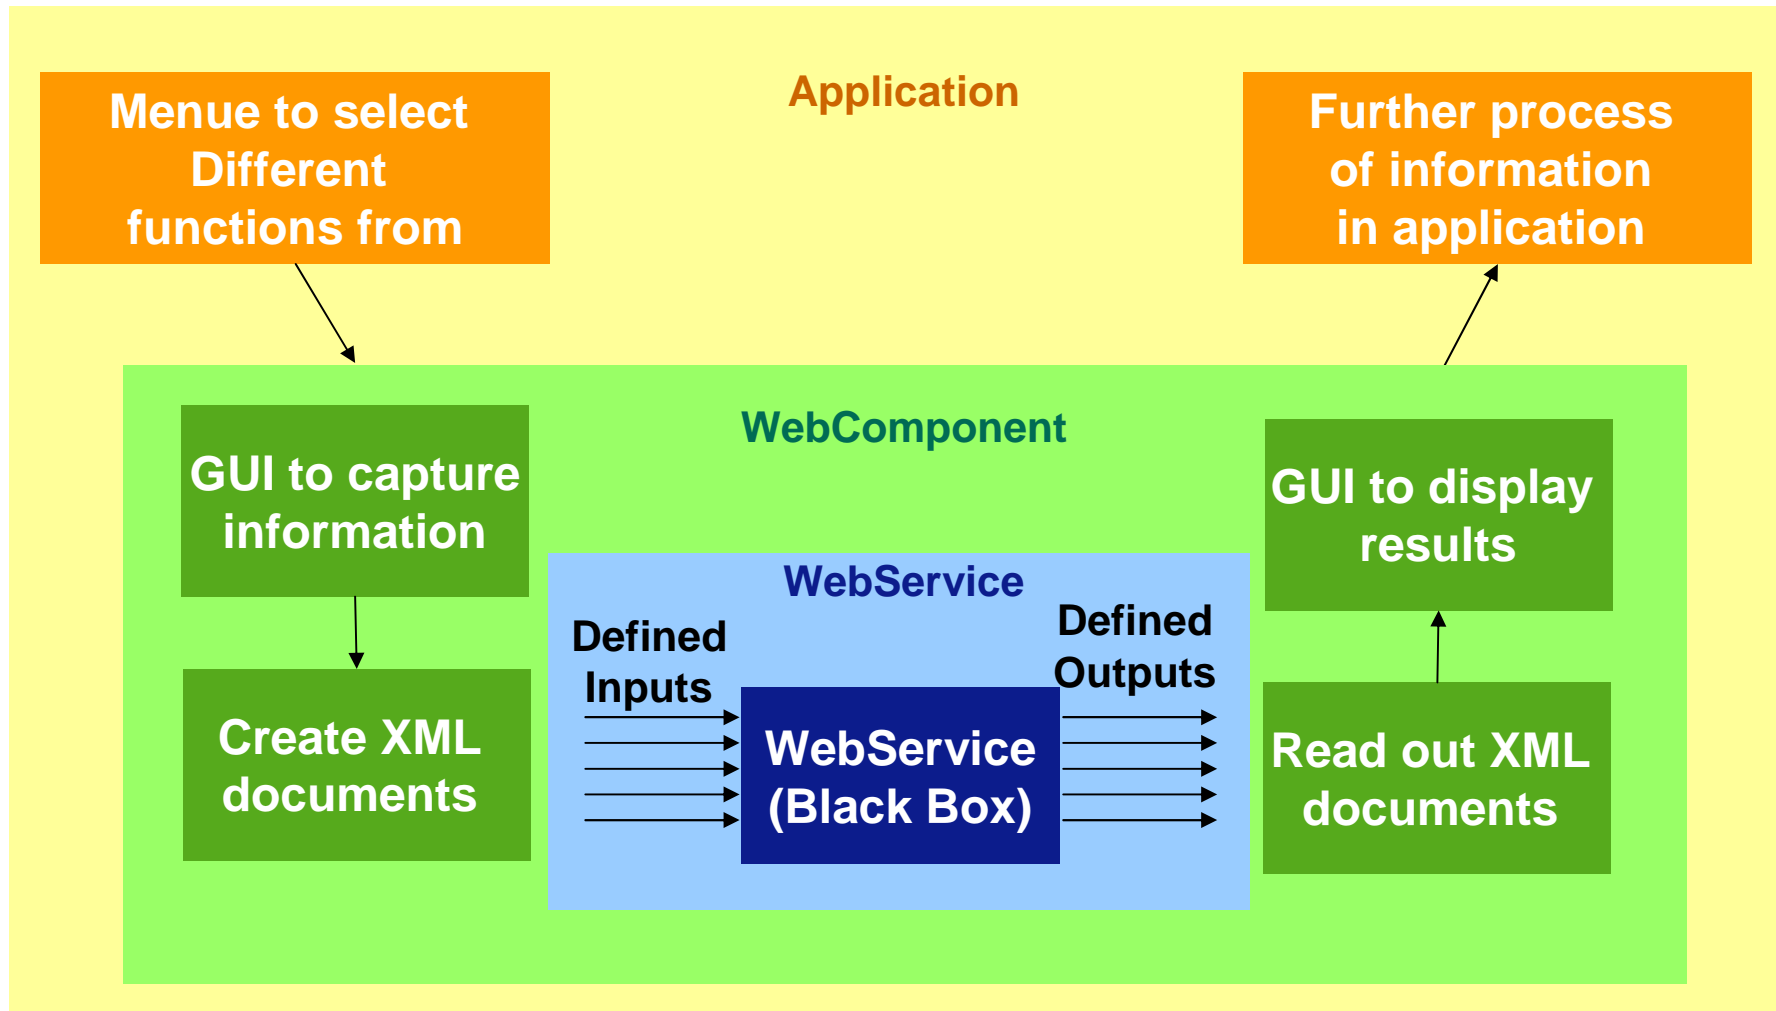 Application
Menue to select
Different
functions from
Further process
of information
in application
WebComponent
GUI to capture
information
GUI to display
results
WebService
Defined
Inputs
Defined
Outputs
Create XML
documents
WebService
(Black Box)
Read out XML
documents